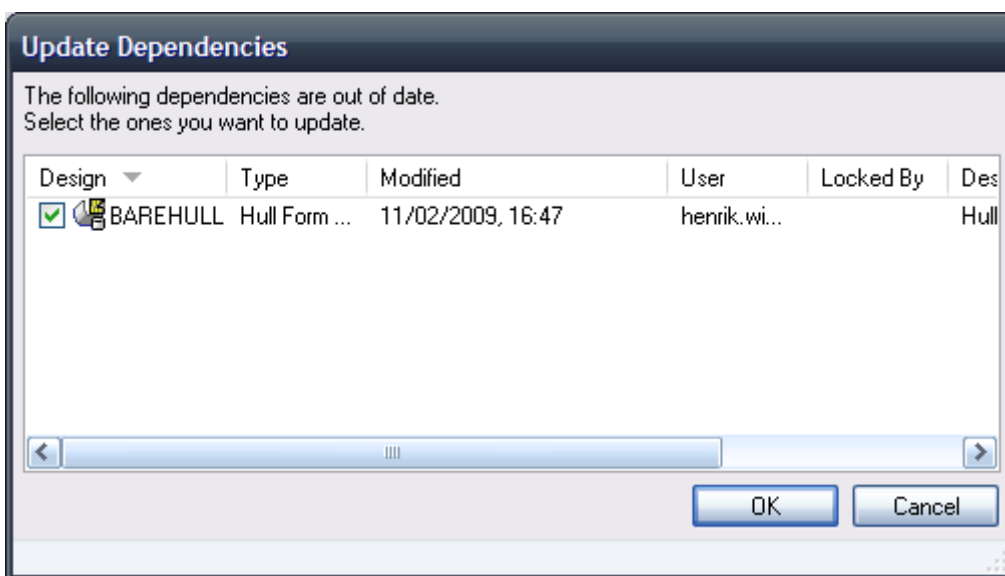 Update Dependencies
The following dependencies are out of date.
Select the ones you want to update.
Design Type Modified User Locked By Des
BAREHULL Hull Form ... 11/02/2009, 16:47 henrik.wi... Hull
OK Cancel